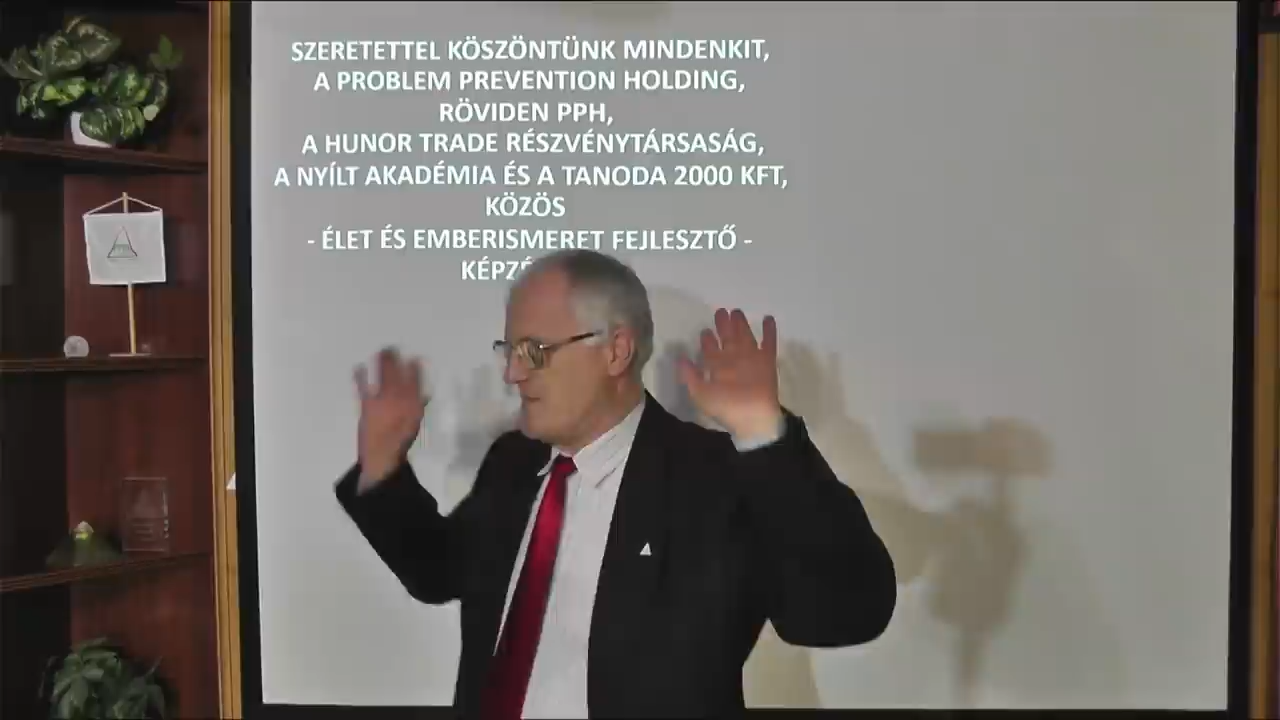 SZERETETTEL KÖSZÖNTÜNK MINDENKIT,
A PROBLEM PREVENTION HOLDING,
RÖVIDEN PPH,
A HUNOR TRADE RÉSZVÉNYTÁRSASÁG,
A NYÍLT AKADÉMIA ÉS A TANODA 2000 KFT,
KÖZÖS
- ÉLET ÉS EMBERISMERET FEJLESZTŐ -